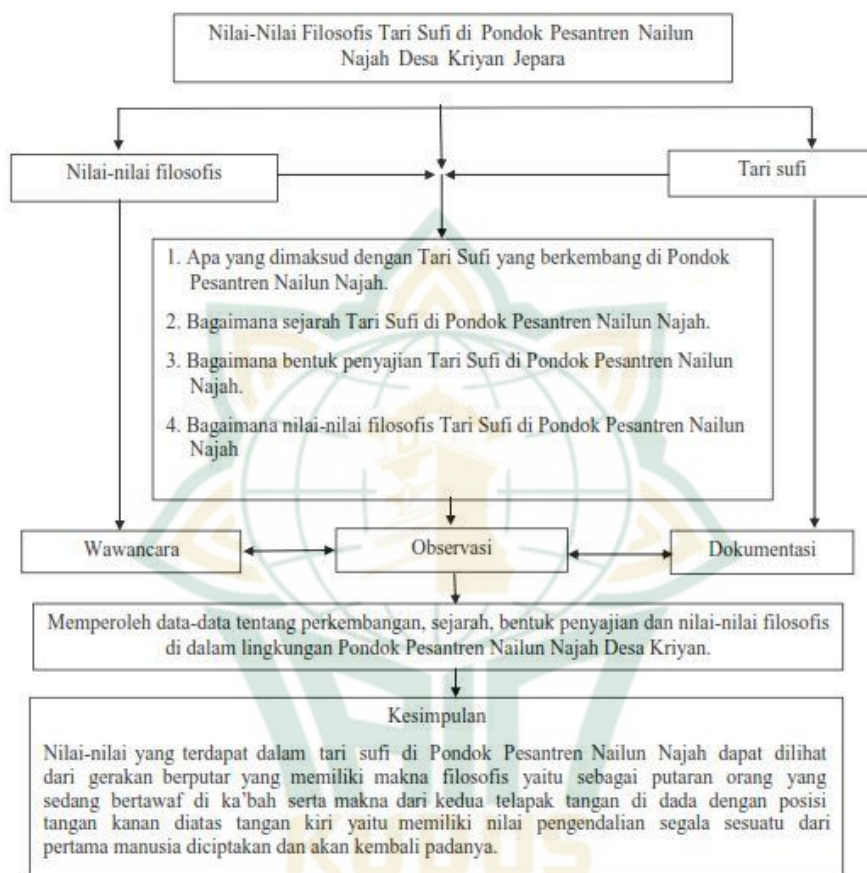 Nilai-Nilai Filosofis Tari Sufi di Pondok Pesantren Nailun
Najah Desa Kriyan Jepara
Nilai-nilai filosofis
Tari sufi
1. Apa yang dimaksud dengan Tari Sufi yang berkembang di Pondok
Pesantren Nailun Najah.
2. Bagaimana sejarah Tari Sufi di Pondok Pesantren Nailun Najah.
3. Bagaimana bentuk penyajian Tari Sufi di Pondok Pesantren Nailun
Najah.
4. Bagaimana nilai-nilai filosofis Tari Sufi di Pondok Pesantren Nailun
Najah
Wawancara
Observasi
Dokumentasi
Memperoleh data-data tentang perkembangan, sejarah, bentuk penyajian dan nilai-nilai filosofis
di dalam lingkungan Pondok Pesantren Nailun Najah Desa Kriyan.
Kesimpulan
Nilai-nilai yang terdapat dalam tari sufi di Pondok Pesantren Nailun Najah dapat dilihat
dari gerakan berputar yang memiliki makna filosofis yaitu sebagai putaran orang yang
sedang bertawaf di ka’bah serta makna dari kedua telapak tangan di dada dengan posisi
tangan kanan diatas tangan kiri yaitu memiliki nilai pengendalian segala sesuatu dari
pertama manusia diciptakan dan akan kembali padanya.
KUDUS